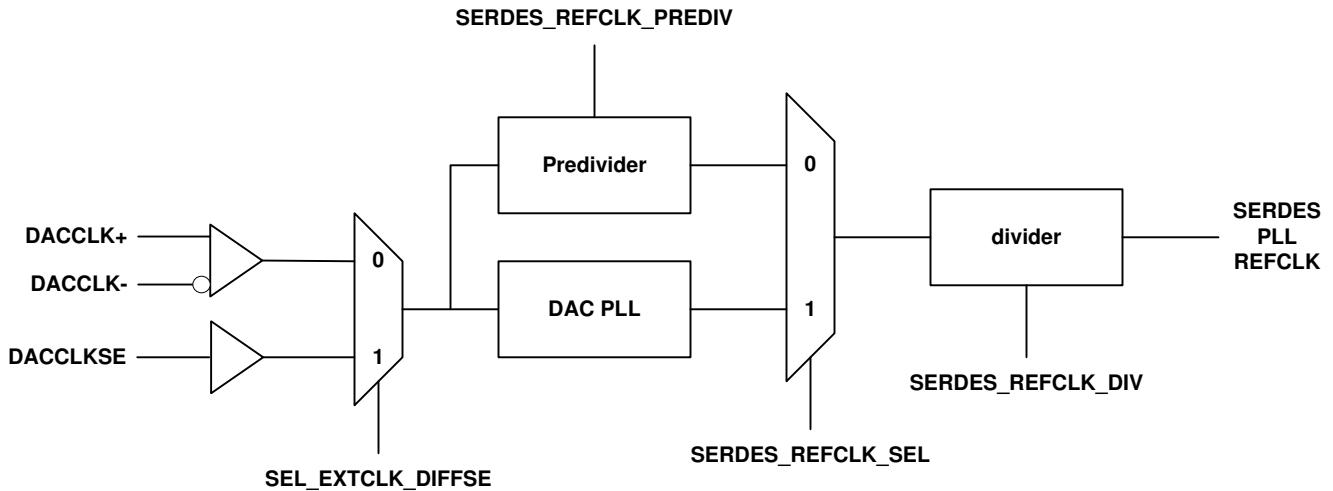 SERDES_REFCLK_PREDIV
Predivider
0
DACCLK+
DACCLK-
0
divider
SERDES
PLL
REFCLK
DAC PLL
1
DACCLKSE
1
SERDES_REFCLK_DIV
SERDES_REFCLK_SEL
SEL_EXTCLK_DIFFSE